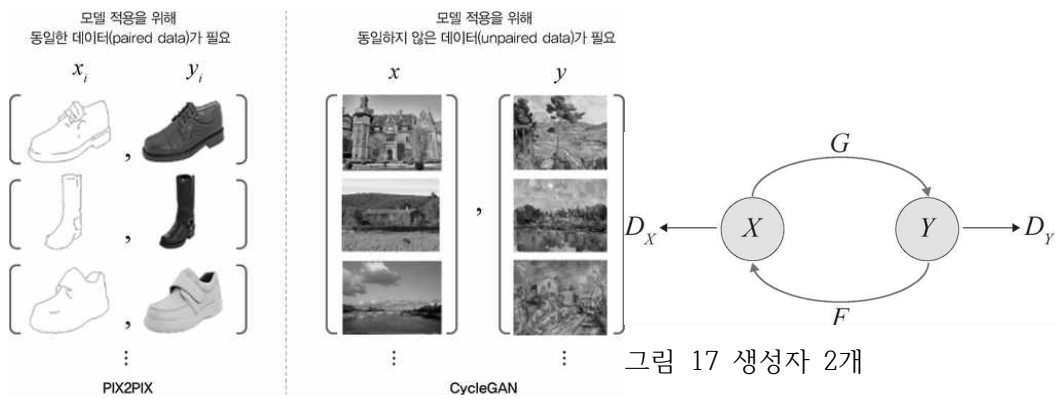 모델 적용을 위해
동일한 데이터(paired data)가 필요
x_i y_i
, 
,
,
⋮
PIX2PIX
모델 적용을 위해
동일하지 않은 데이터(unpaired data)가 필요
x y
,
⋮ ⋮
CycleGAN
G
D_X X Y D_Y
F
그림 17 생성자 2개